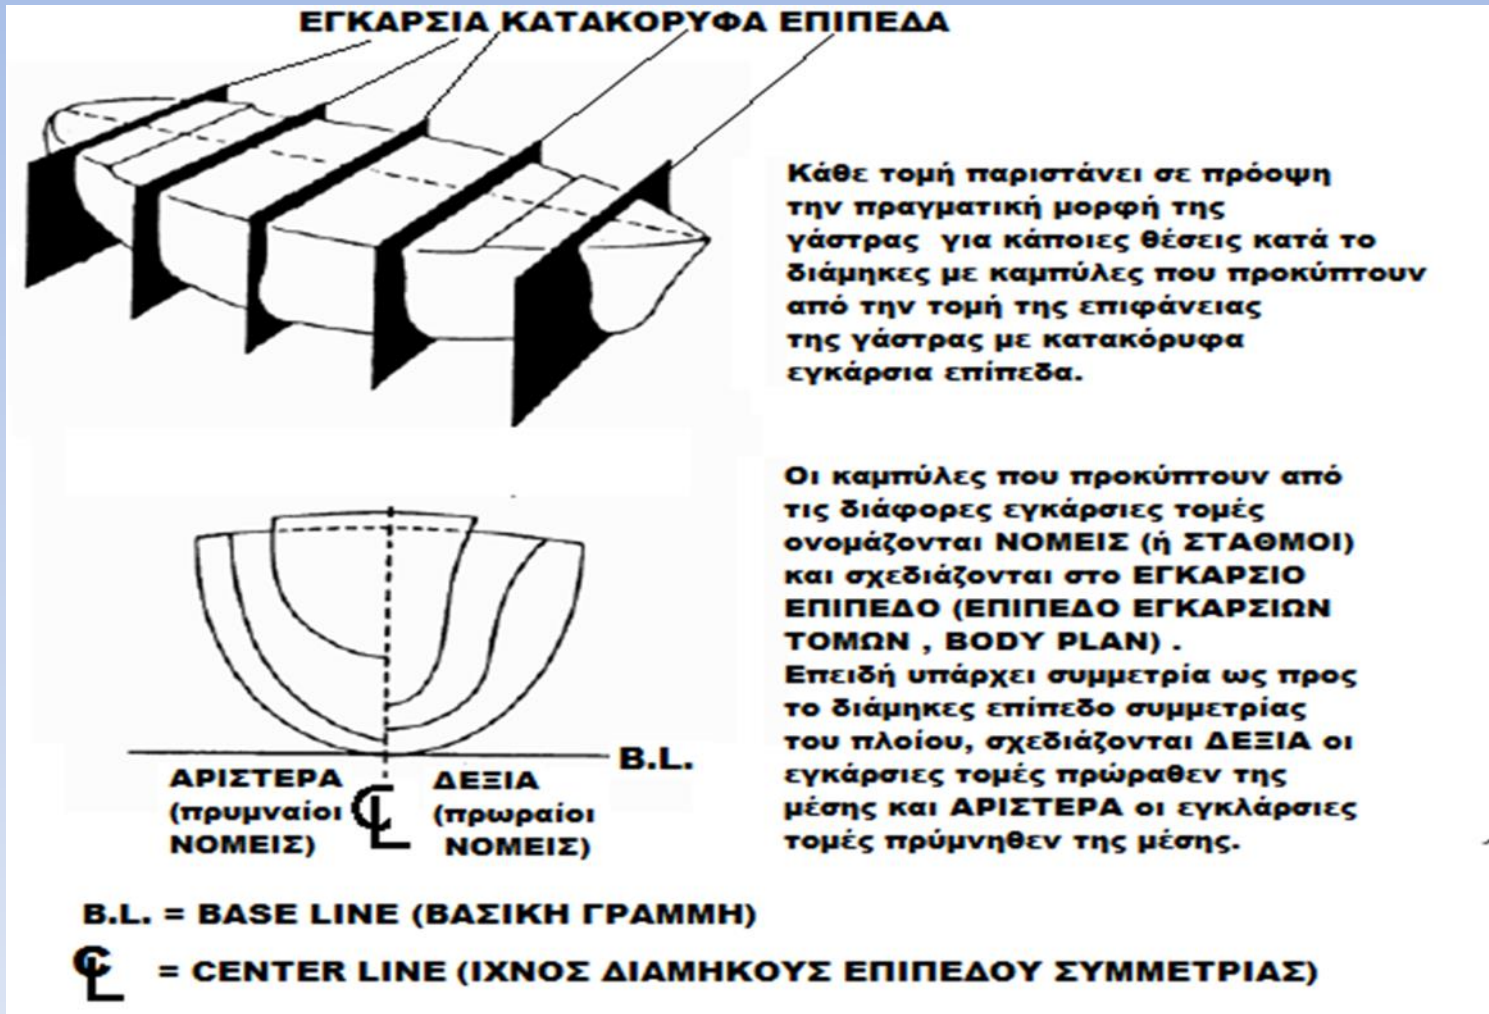 ΕΓΚΑΡΣΙΑ ΚΑΤΑΚΟΡΥΦΑ ΕΠΙΠΕΔΑ
Κάθε τομή παριστάνει σε πρόοψη
την πραγματική μορφή της
γάστρας για κάποιες θέσεις κατά το
διάμηκες με καμπύλες που προκύπτουν
από την τομή της επιφάνειας
της γάστρας με κατακόρυφα
εγκάρσια επίπεδα.
Οι καμπύλες που προκύπτουν από
τις διάφορες εγκάρσιες τομές
ονομάζονται ΝΟΜΕΙΣ (ή ΣΤΑΘΜΟΙ)
και σχεδιάζονται στο ΕΓΚΑΡΣΙΟ
ΕΠΙΠΕΔΟ (ΕΠΙΠΕΔΟ ΕΓΚΑΡΣΙΩΝ
ΤΟΜΩΝ , BODY PLAN) .
Επειδή υπάρχει συμμετρία ως προς
το διάμηκες επίπεδο συμμετρίας
του πλοίου, σχεδιάζονται ΔΕΞΙΑ οι
εγκάρσιες τομές πρώραθεν της
μέσης και ΑΡΙΣΤΕΡΑ οι εγκλάρσιες
τομές πρύμνηθεν της μέσης.
B.L.
ΑΡΙΣΤΕΡΑ
(πρυμναίοι
ΝΟΜΕΙΣ)
CL
ΔΕΞΙΑ
(πρωραίοι
ΝΟΜΕΙΣ)
B.L. = BASE LINE (ΒΑΣΙΚΗ ΓΡΑΜΜΗ)
CL = CENTER LINE (ΙΧΝΟΣ ΔΙΑΜΗΚΟΥΣ ΕΠΙΠΕΔΟΥ ΣΥΜΜΕΤΡΙΑΣ)